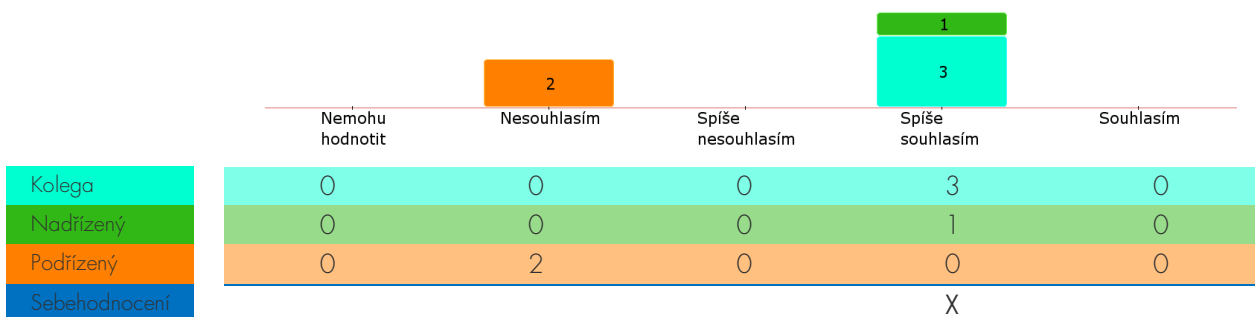 1
2
3
Nemohu hodnotit
Nesouhlasím
Spíše nesouhlasím
Spíše souhlasím
Souhlasím
Kolega 0 0 0 3 0
Nadřízený 0 0 0 1 0
Podřízený 0 2 0 0 0
Sebehodnocení X